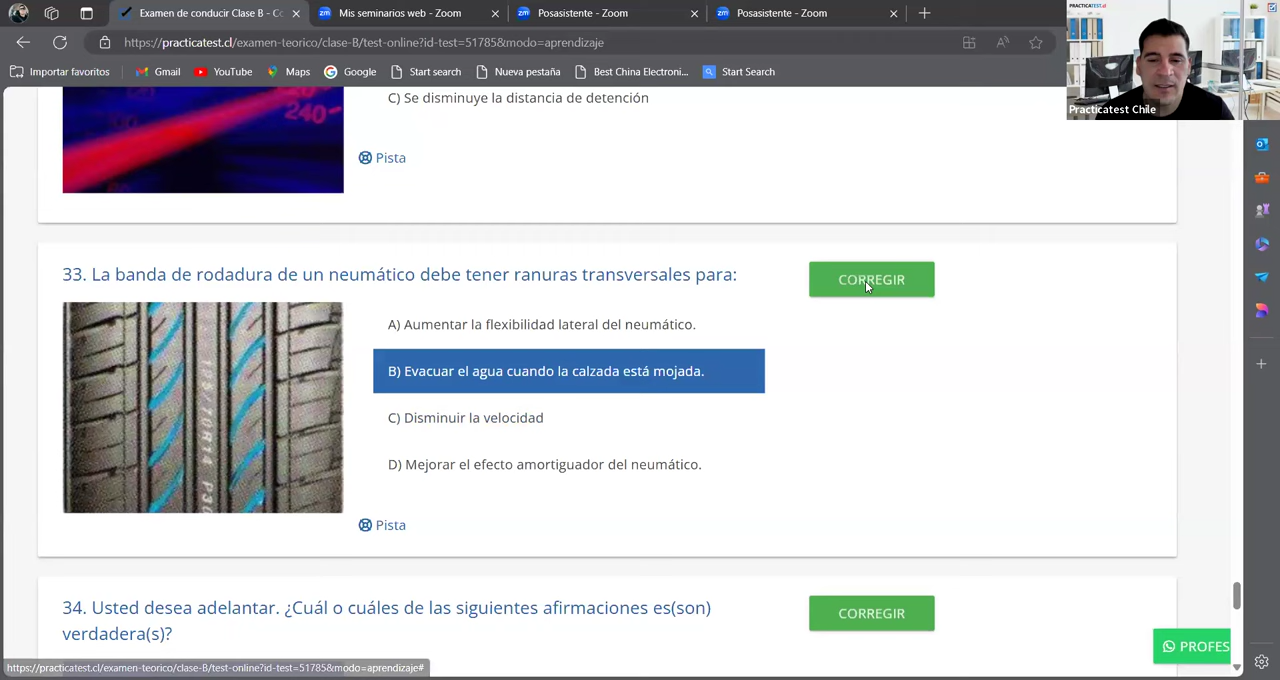 Examen de conducir Clase B - Cc
Mis seminarios web - Zoom
Posasistente - Zoom
Posasistente - Zoom
https://practicatest.cl/examen-teorico/clase-B/test-online?id-test=51785&modo=aprendizaje
Importar favoritos
Gmail
YouTube
Maps
Google
Start search
Nueva pestaña
Best China Electroni...
Start Search
PRACTICATEST.cl
Practicatest Chile
240
C) Se disminuye la distancia de detención
Pista
33. La banda de rodadura de un neumático debe tener ranuras transversales para:
CORREGIR
A) Aumentar la flexibilidad lateral del neumático.
B) Evacuar el agua cuando la calzada está mojada.
C) Disminuir la velocidad
D) Mejorar el efecto amortiguador del neumático.
Pista
34. Usted desea adelantar. ¿Cuál o cuáles de las siguientes afirmaciones es(son)
verdadera(s)?
CORREGIR
PROFES
https://practicatest.cl/examen-teorico/clase-B/test-online?id-test=51785&modo=aprendizaje#